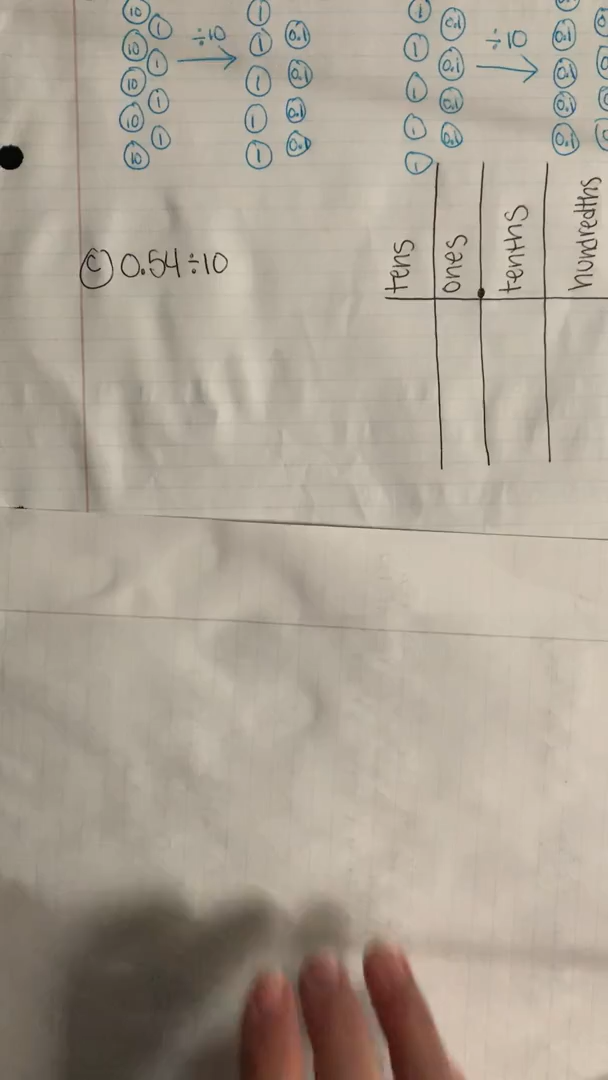 10 10 10 10 10
1 1 1 1
÷10
1 1 1 1 1
0.1 0.1 0.1 0.1
1 1 1 1 1
0.1 0.1 0.1 0.1
÷10
0.1 0.1 0.1 0.1 0.1
C 0.54÷10
tens ones . tenths hundredths